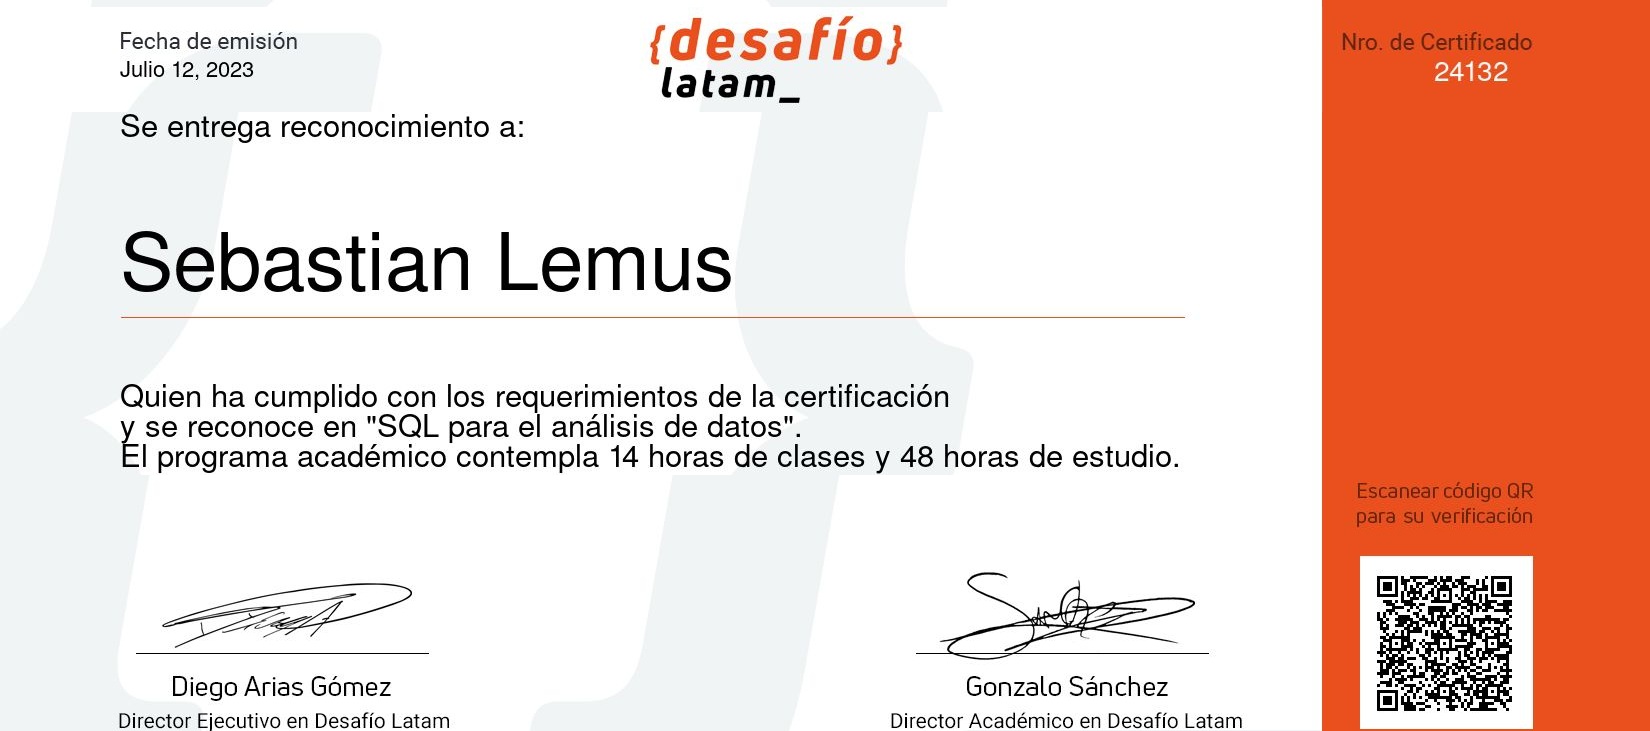 Fecha de emisión
Julio 12, 2023
{desafío}
latam_
Nro. de Certificado
24132
Se entrega reconocimiento a:
Sebastian Lemus
Quien ha cumplido con los requerimientos de la certificación
y se reconoce en "SQL para el análisis de datos".
El programa académico contempla 14 horas de clases y 48 horas de estudio.
Escanear código QR
para su verificación
Diego Arias Gómez
Director Ejecutivo en Desafío Latam
Gonzalo Sánchez
Director Académico en Desafío Latam